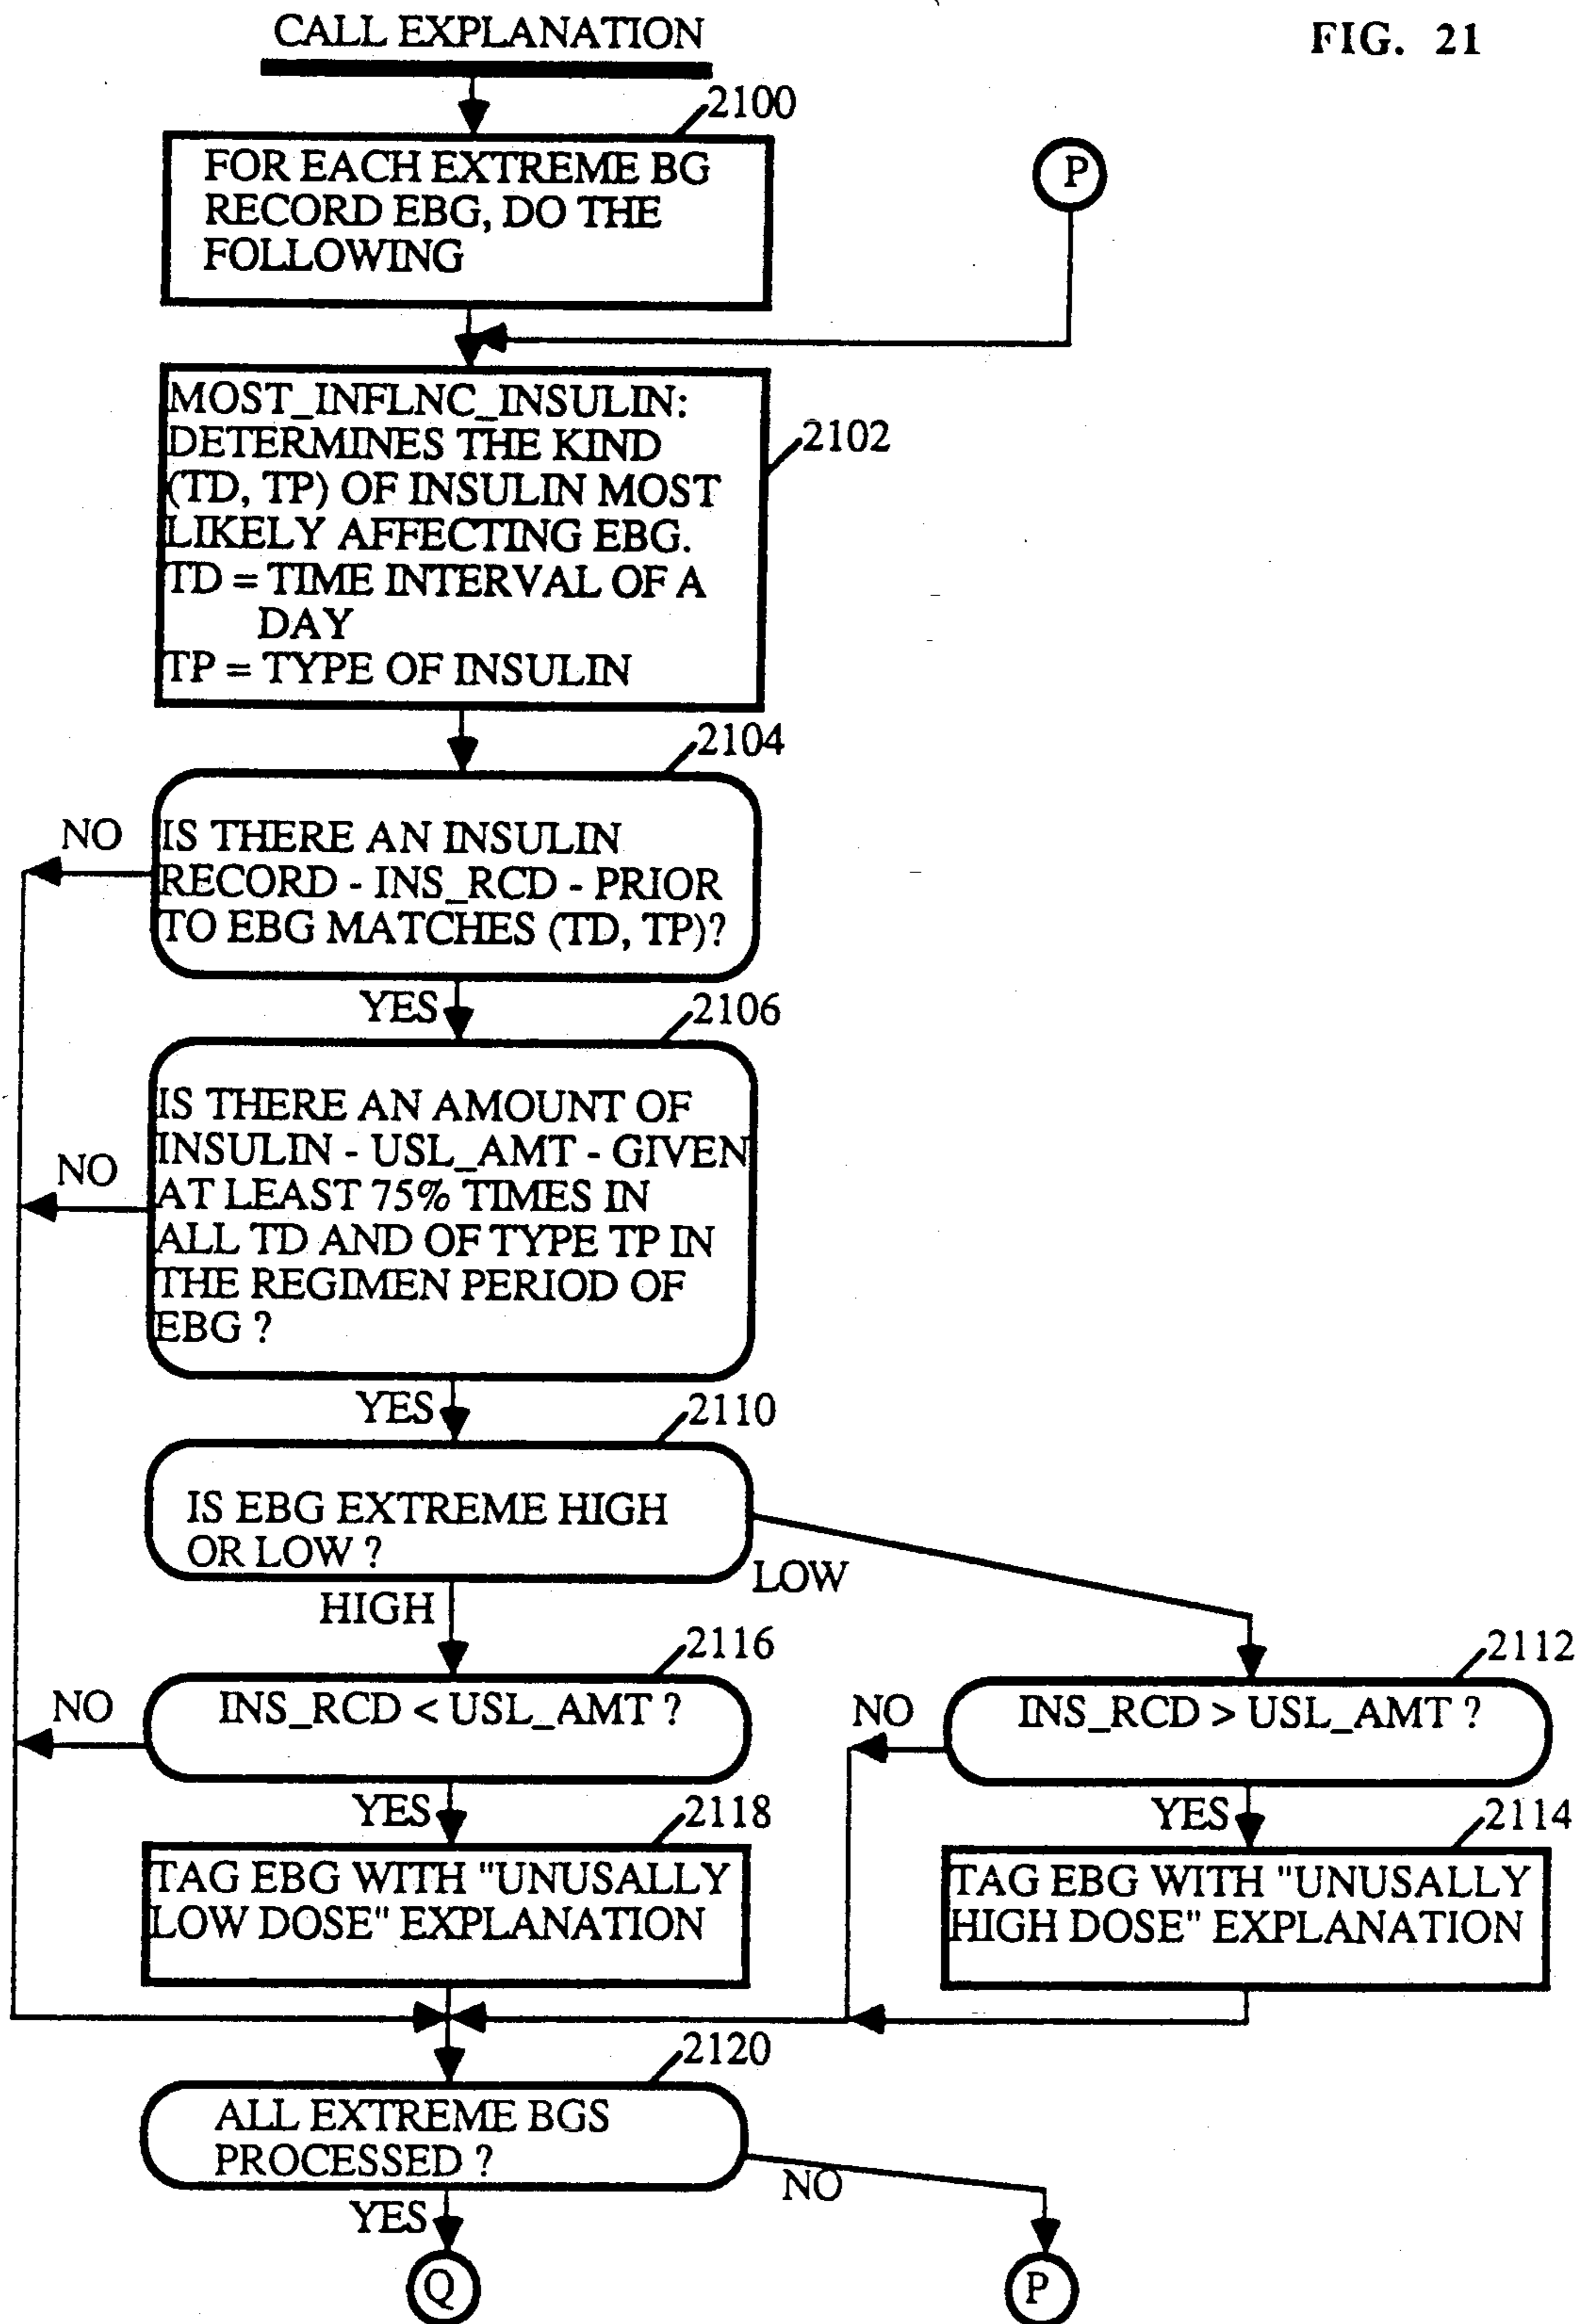 CALL EXPLANATION
FIG. 21
2100
FOR EACH EXTREME BG
RECORD EBG, DO THE
FOLLOWING
P
MOST_INFLNC_INSULIN:
DETERMINES THE KIND
(TD, TP) OF INSULIN MOST
LIKELY AFFECTING EBG.
TD = TIME INTERVAL OF A
DAY
TP = TYPE OF INSULIN
2102
2104
NO
IS THERE AN INSULIN
RECORD - INS_RCD - PRIOR
TO EBG MATCHES (TD, TP)?
YES
2106
IS THERE AN AMOUNT OF
INSULIN - USL_AMT - GIVEN
AT LEAST 75% TIMES IN
ALL TD AND OF TYPE TP IN
THE REGIMEN PERIOD OF
EBG ?
NO
YES
2110
IS EBG EXTREME HIGH
OR LOW ?
LOW
HIGH
2116
2112
NO
INS_RCD < USL_AMT ?
NO
INS_RCD > USL_AMT ?
YES
2118
YES
2114
TAG EBG WITH "UNUSALLY
LOW DOSE" EXPLANATION
TAG EBG WITH "UNUSALLY
HIGH DOSE" EXPLANATION
2120
ALL EXTREME BGS
PROCESSED ?
NO
YES
Q
P